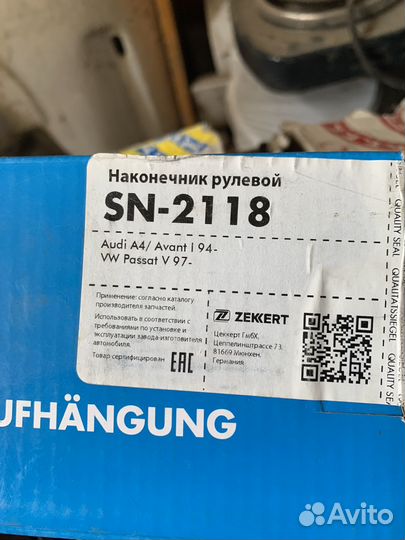 Наконечник рулевой
SN-2118
Audi A4/ Avant I 94-
VW Passat V 97-
Применение: согласно каталогу
производителя запчастей.
Использовать в соответствии с
требованиями по установке и
эксплуатации завода-изготовителя
автомобиля.
Товар сертифицирован
EAC
ZEKKERT
Цеккерт ГмбХ,
Цеппелинштрассе 73,
81669 Мюнхен,
Германия
QUALITY SEAL
QUALITÄTSSIEGEL
QUALITY SEAL
UFHÄNGUNG
Avito